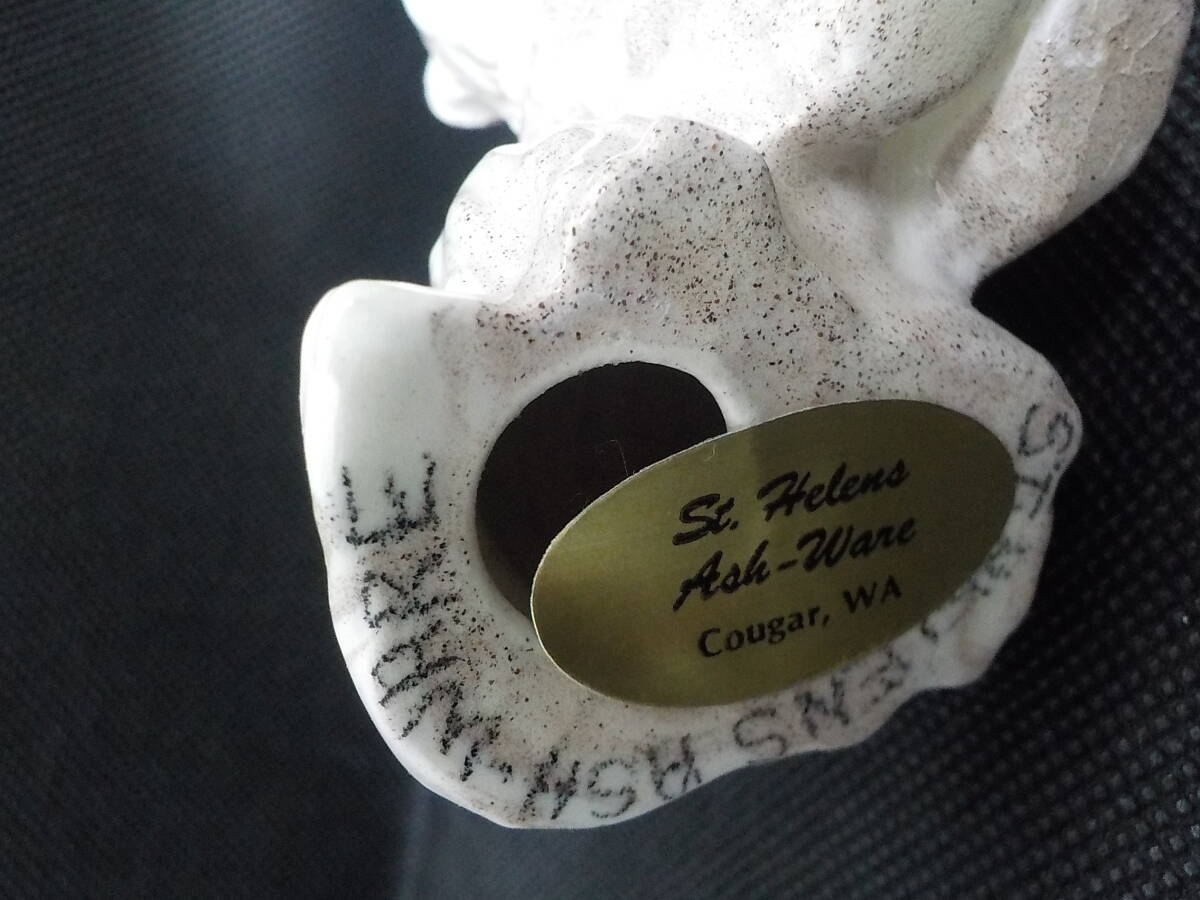 St. Helens
Ash-Ware
Cougar, WA
ST. HELENS ASH-WARE